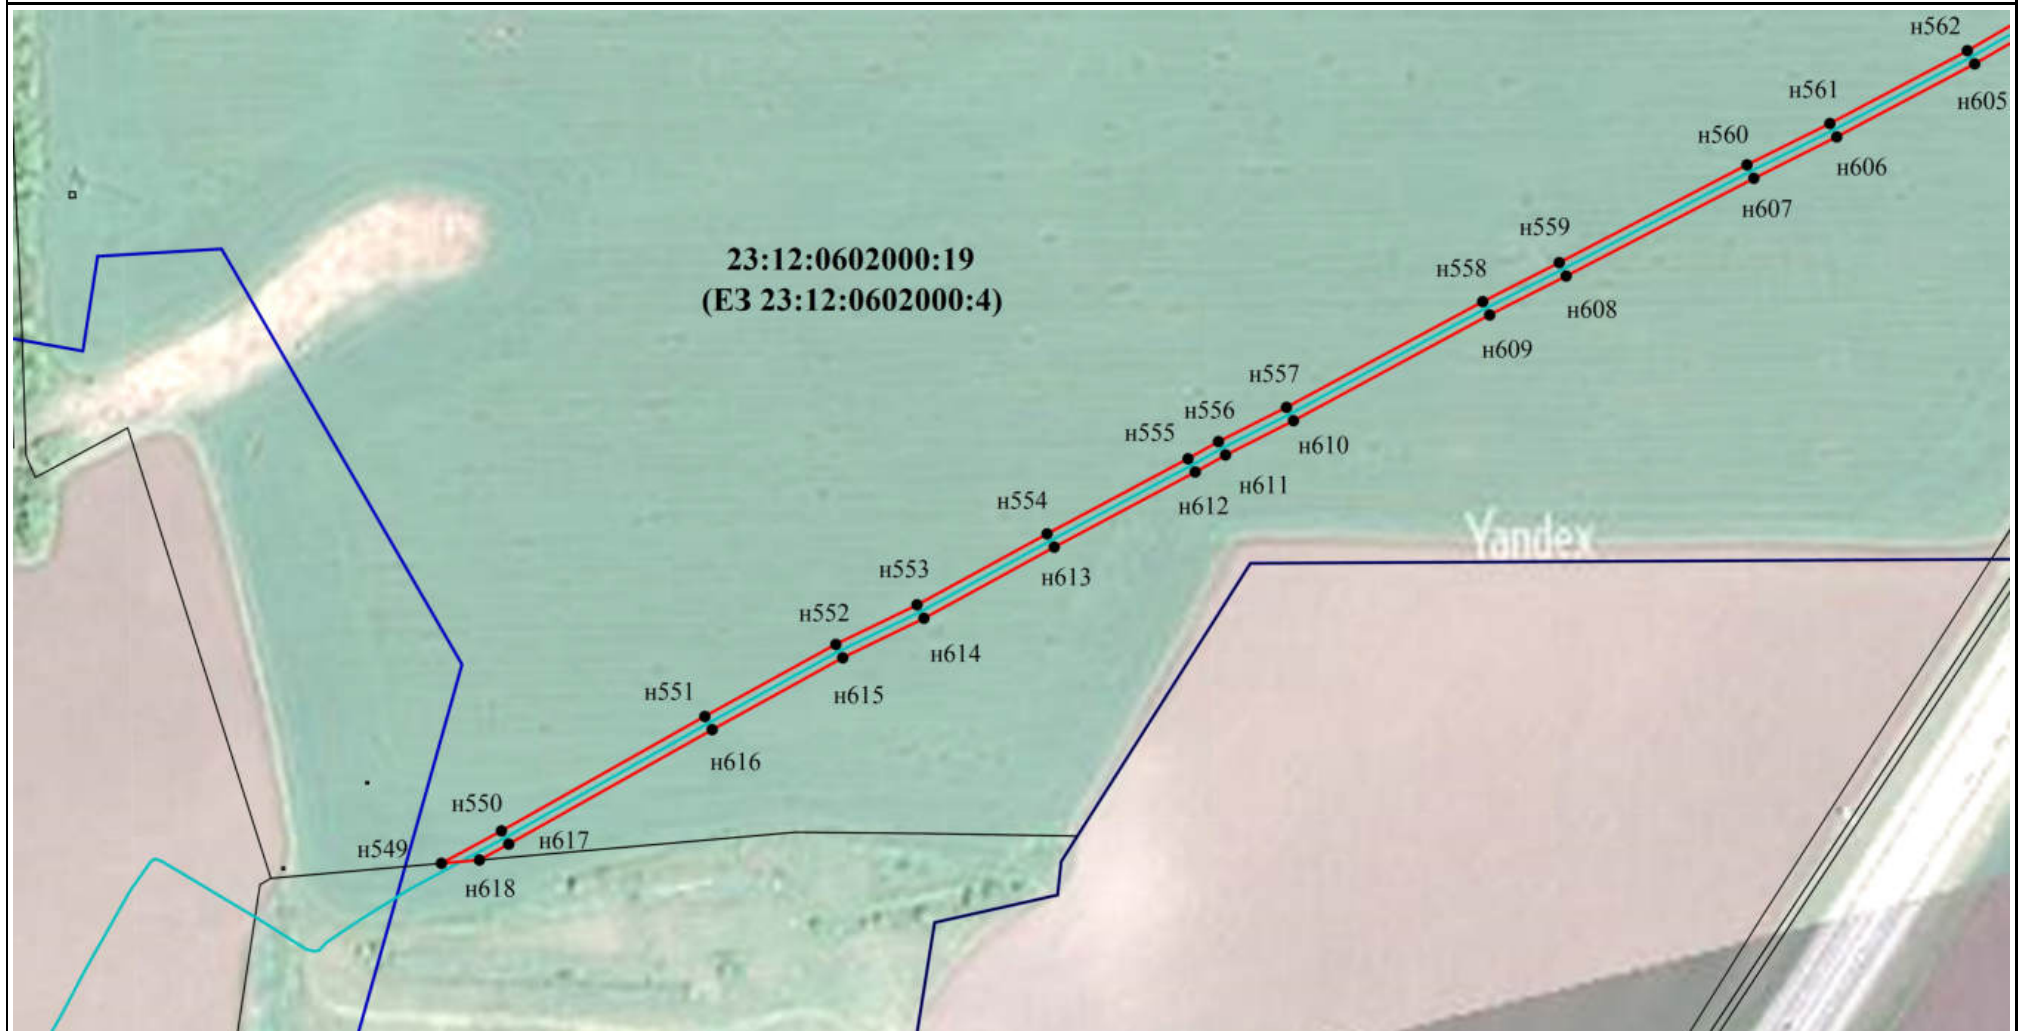 н562
н561
н605
н560
н606
н607
н559
23:12:0602000:19
(ЕЗ 23:12:0602000:4)
н558
н608
н609
н557
н556
н555
н610
н611
н554
н612
Yandex
н553
н613
н552
н614
н551
н615
н616
н550
н617
н549
н618